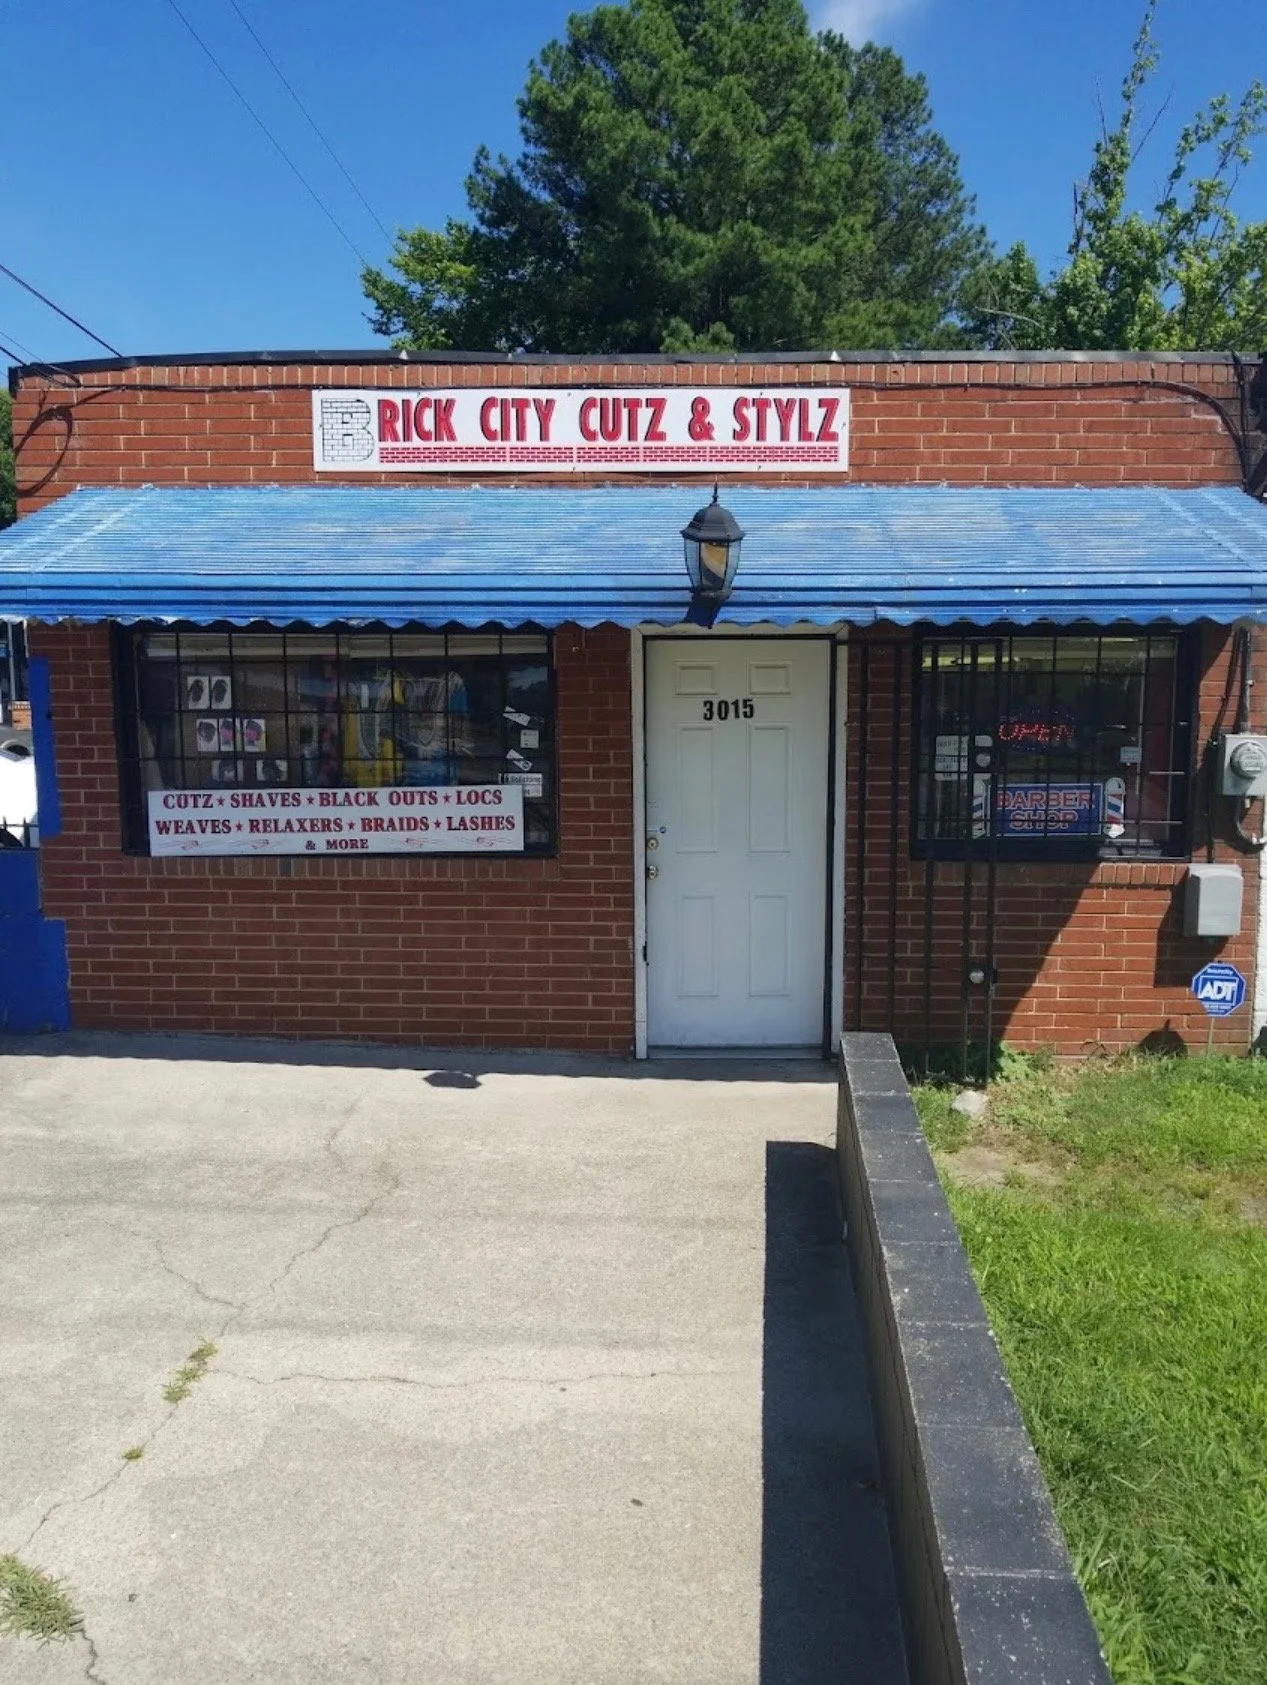 BRICK CITY CUTZ & STYLZ
3015
OPEN
CUTZ ★ SHAVES ★ BLACK OUTS ★ LOCS
WEAVES ★ RELAXERS ★ BRAIDS ★ LASHES
& MORE
BARBER
SHOP
ADT